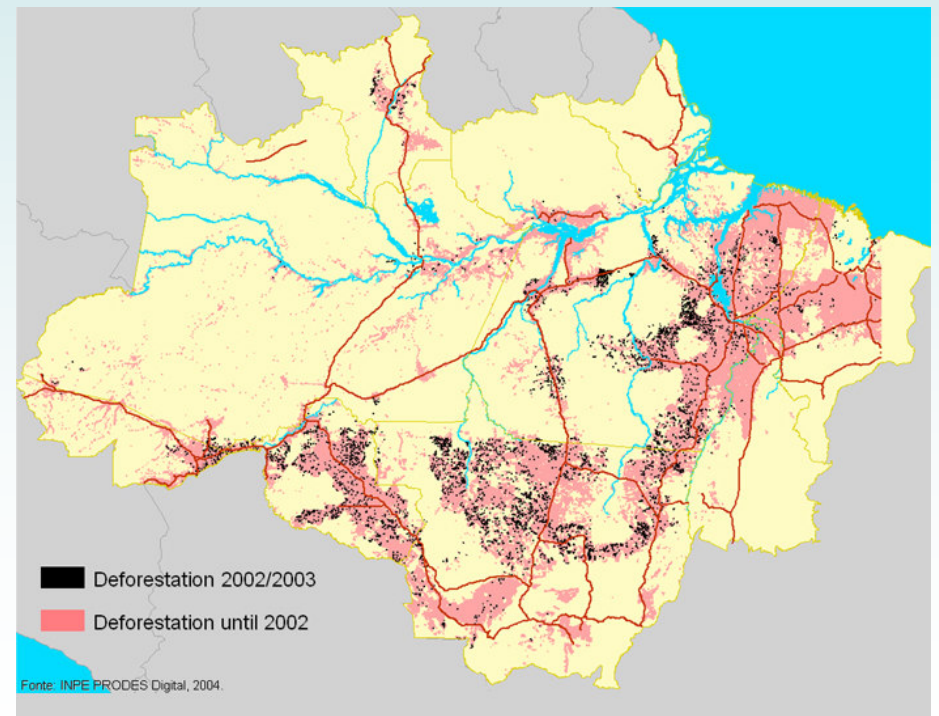 Deforestation 2002/2003
Deforestation until 2002
Fonte: INPE PRODES Digital, 2004.